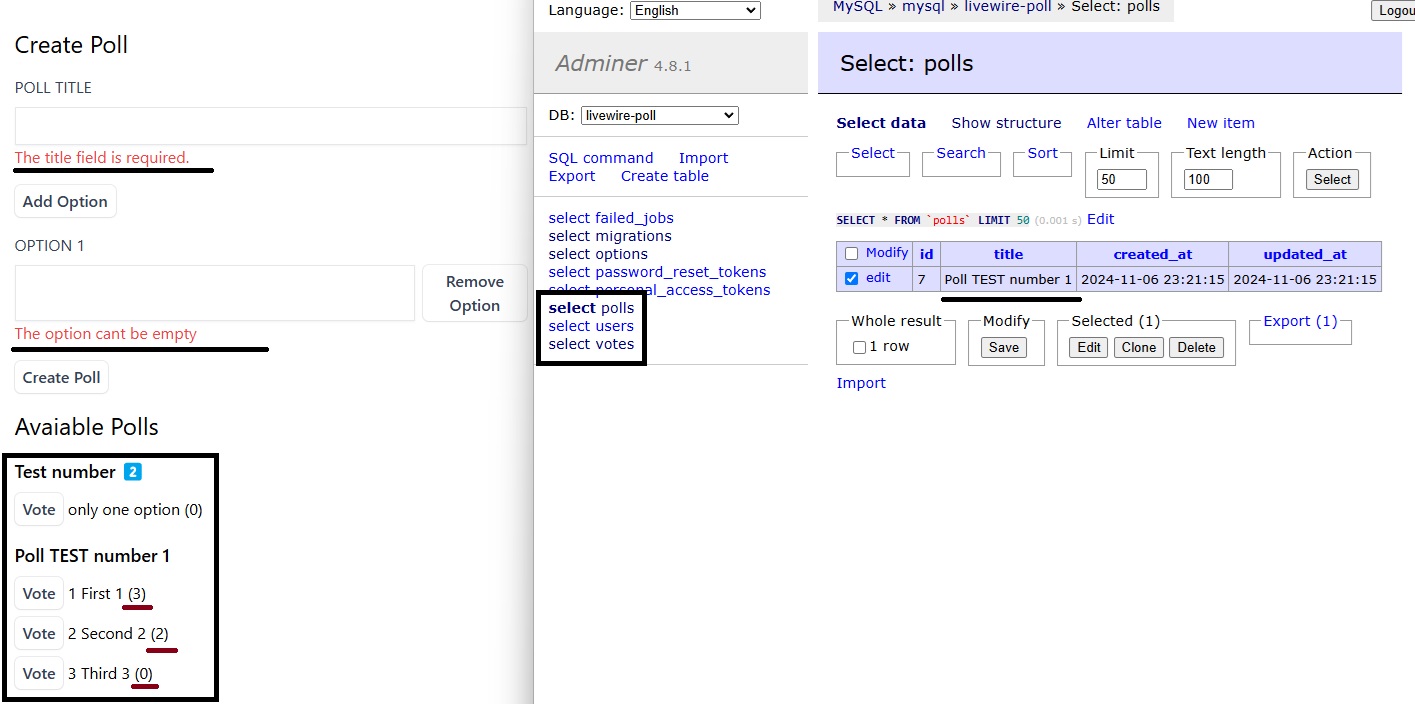 Create Poll
POLL TITLE
The title field is required.
Add Option
OPTION 1
Remove
Option
The option cant be empty
Create Poll
Avaiable Polls
Test number 2
Vote only one option (0)
Poll TEST number 1
Vote 1 First 1 (3)
Vote 2 Second 2 (2)
Vote 3 Third 3 (0)
Language: English
Adminer 4.8.1
DB: livewire-poll
SQL command Import
Export Create table
select failed_jobs
select migrations
select options
select password_reset_tokens
select personal_access_tokens
select polls
select users
select votes
MySQL » mysql » livewire-poll » Select: polls
Logou
Select: polls
Select data Show structure Alter table New item
Select Search Sort Limit Text length Action
50 100 Select
SELECT * FROM `polls` LIMIT 50 (0.001 s) Edit
Modify id title created_at updated_at
edit 7 Poll TEST number 1 2024-11-06 23:21:15 2024-11-06 23:21:15
Whole result Modify Selected (1) Export (1)
1 row Save Edit Clone Delete
Import